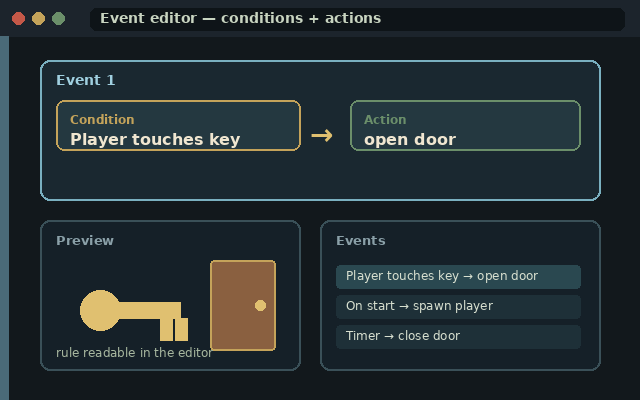 Event editor — conditions + actions
Event 1
Condition
Player touches key
→
Action
open door
Preview
rule readable in the editor
Events
Player touches key → open door
On start → spawn player
Timer → close door